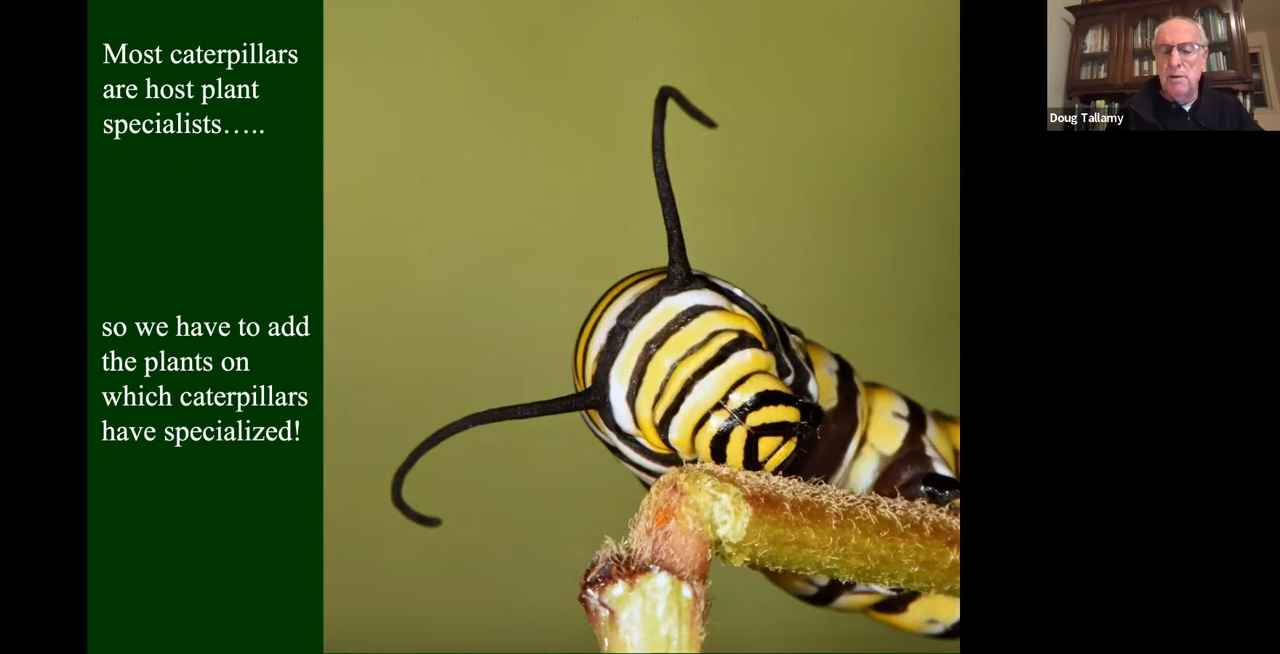 Most caterpillars
are host plant
specialists…..
so we have to add
the plants on
which caterpillars
have specialized!
Doug Tallamy